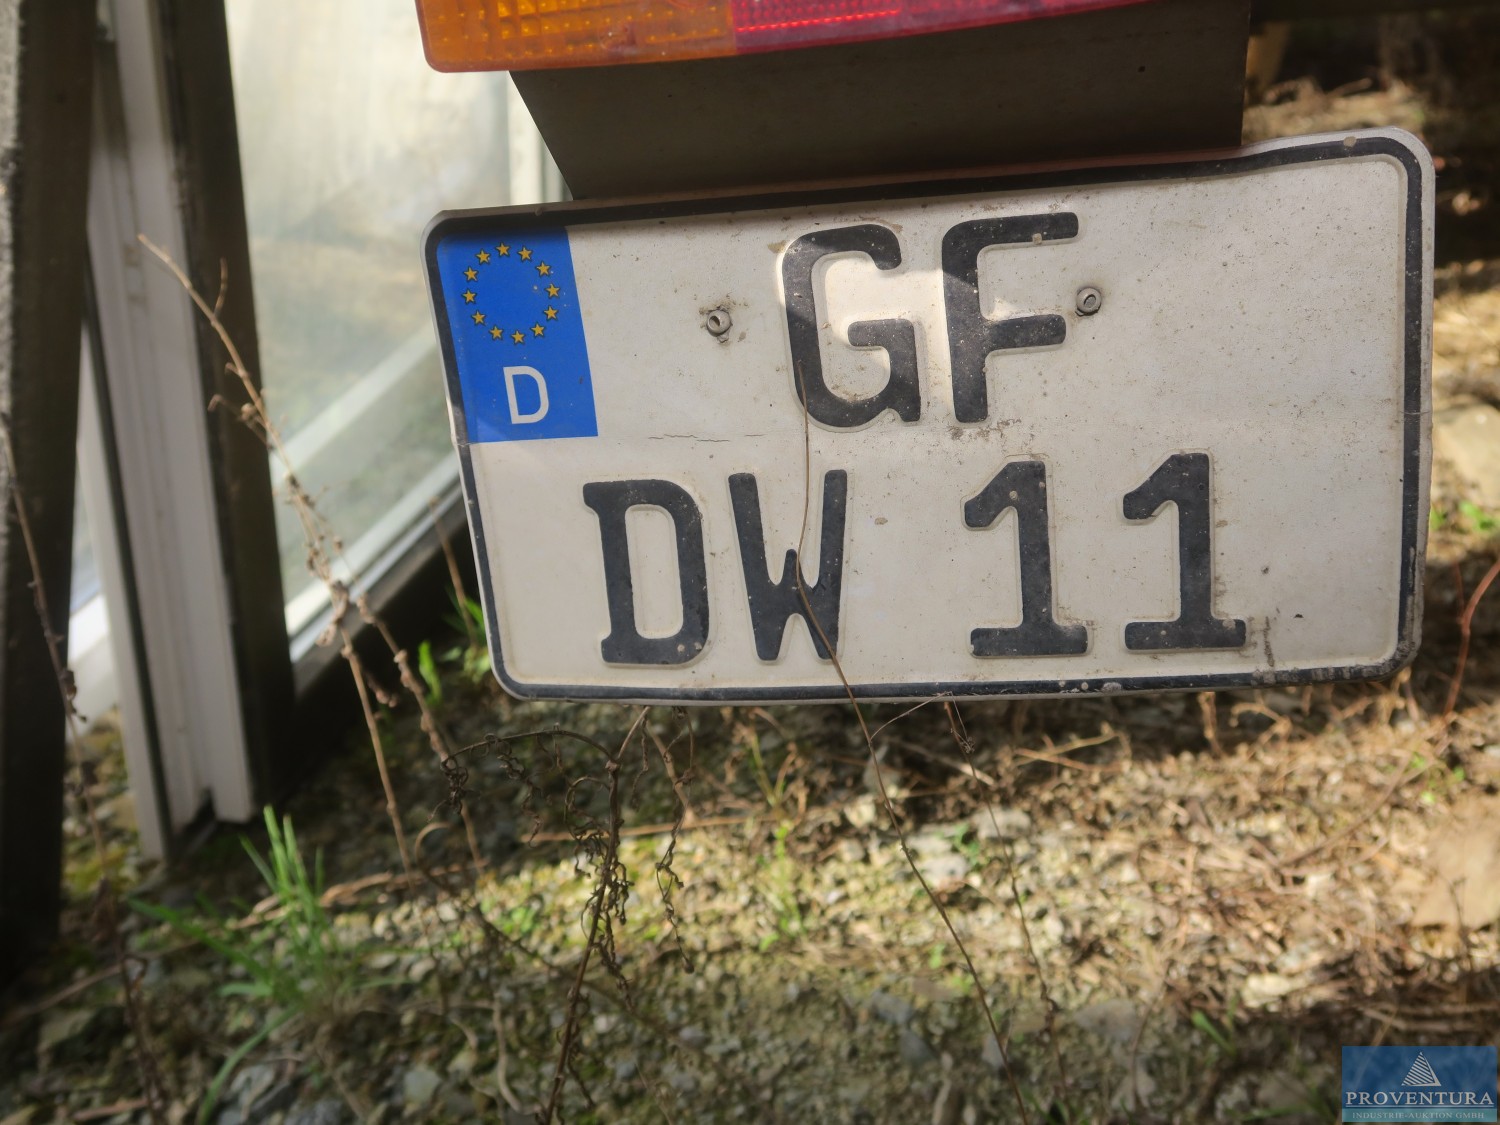 GF
D
DW 11
PROVENTURA
INDUSTRIE-AUKTION GMBH